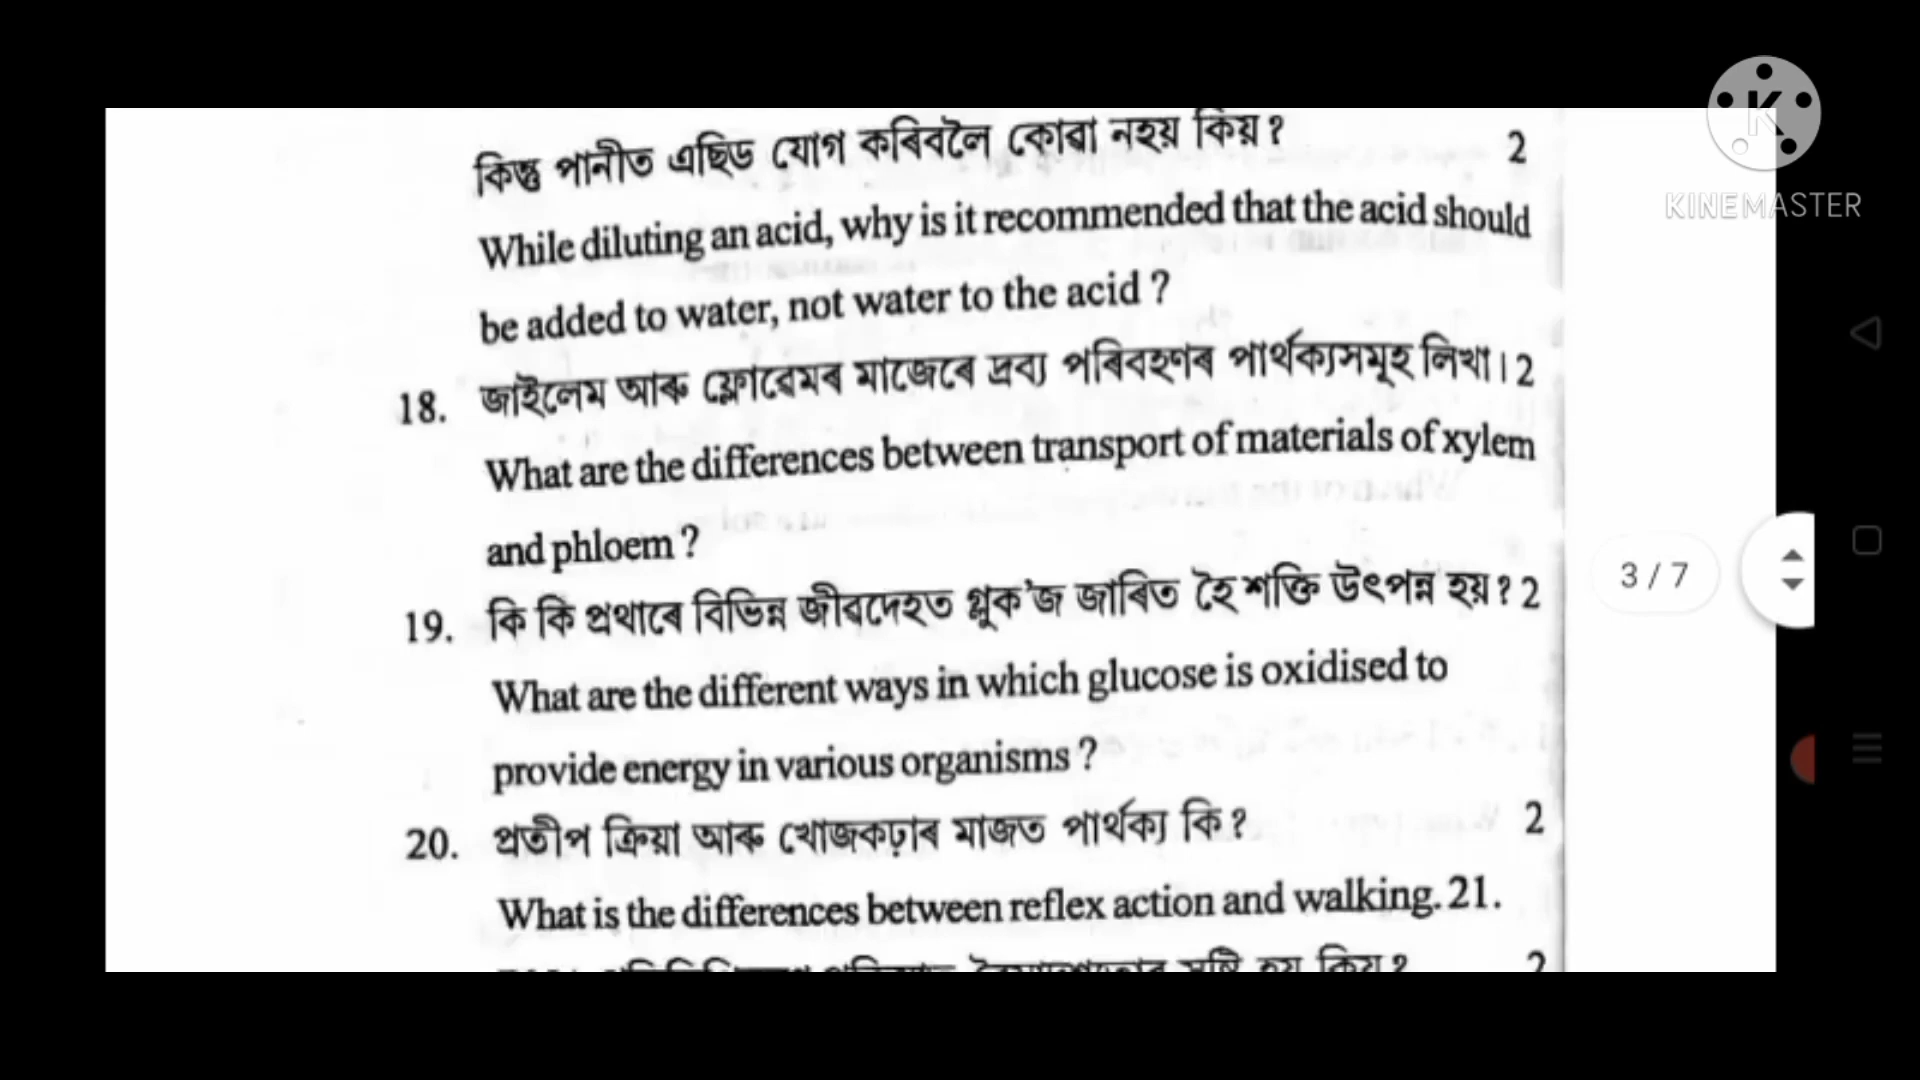 কিন্তু পানীত এছিড যোগ কৰিবলৈ কোৱা নহয় কিয় ? 2
While diluting an acid, why is it recommended that the acid should
be added to water, not water to the acid ?
18. জাইলেম আৰু ফ্লোৱেমৰ মাজেৰে দ্ৰব্য পৰিবহণৰ পাৰ্থক্যসমূহ লিখা। 2
What are the differences between transport of materials of xylem
and phloem ?
19. কি কি প্ৰথাৰে বিভিন্ন জীৱদেহত গ্লুক'জ জাৰিত হৈ শক্তি উৎপন্ন হয় ? 2
What are the different ways in which glucose is oxidised to
provide energy in various organisms ?
20. প্ৰতীপ ক্ৰিয়া আৰু খোজকঢ়াৰ মাজত পাৰ্থক্য কি ? 2
What is the differences between reflex action and walking. 21.
সৃষ্টি হয় কিয় ? 2
K
KINEMASTER
3 / 7